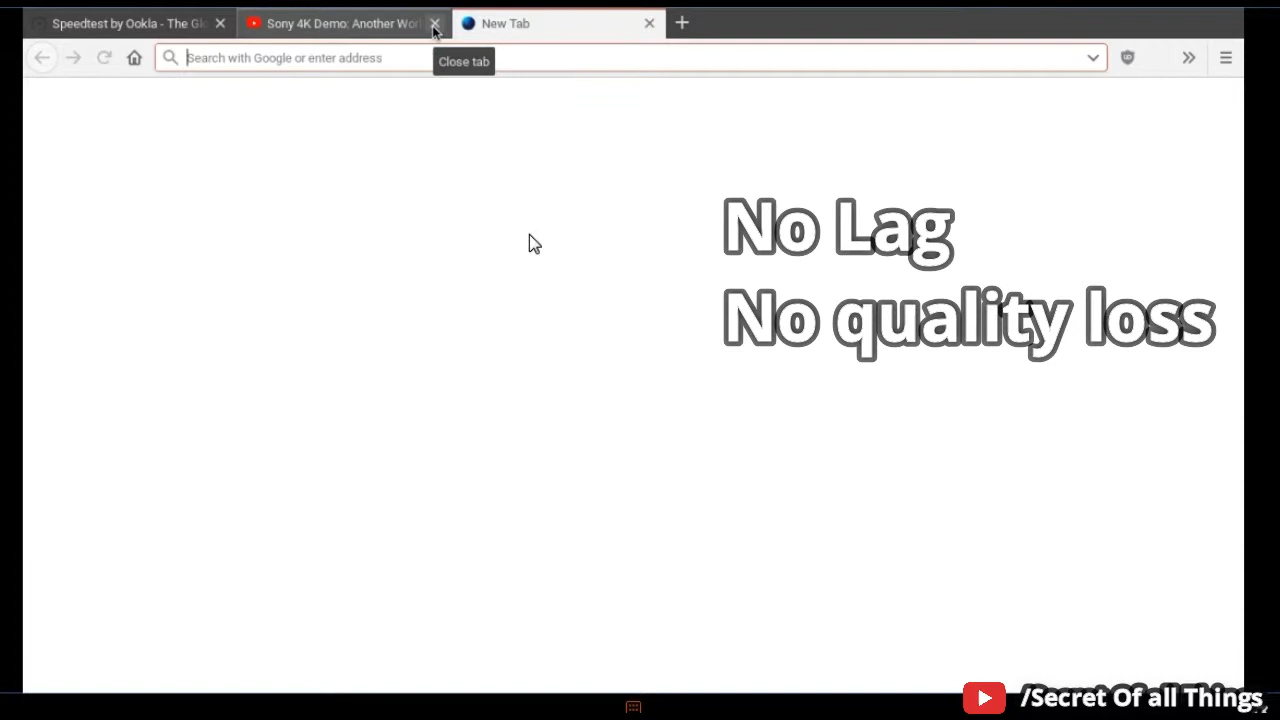 Speedtest by Ookla - The Gl
Sony 4K Demo: Another Worl
New Tab
Search with Google or enter address
Close tab
No Lag
No quality loss
/Secret Of all Things